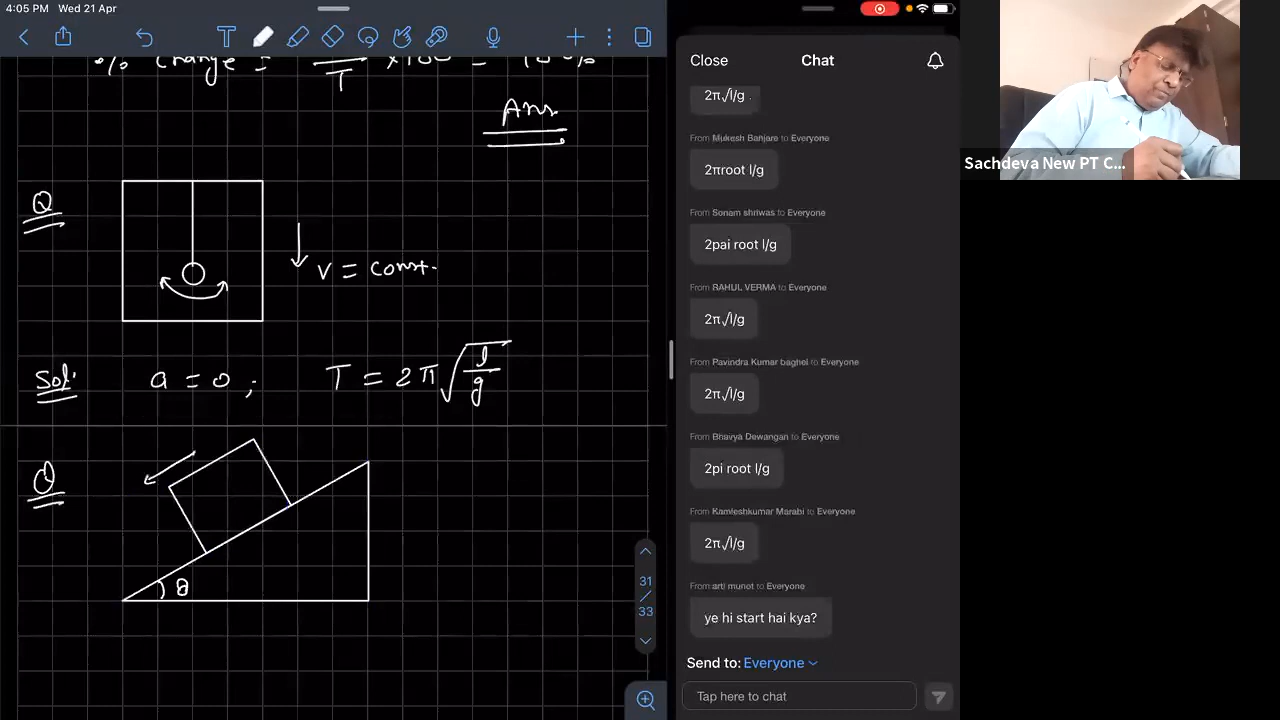 4:05 PM Wed 21 Apr
% change = /T ×100 = 10%
Ans
Q
v = const.
Sol: a = 0 ; T = 2π√l/g
Q
θ
31
/
33
Close
Chat
2π√l/g .
From Mukesh Banjare to Everyone
2πroot l/g
From Sonam shriwas to Everyone
2pai root l/g
From RAHUL VERMA to Everyone
2π√l/g
From Pavindra Kumar baghel to Everyone
2π√l/g
From Bhavya Dewangan to Everyone
2pi root l/g
From Kamleshkumar Marabi to Everyone
2π√l/g
From arti munot to Everyone
ye hi start hai kya?
Send to: Everyone
Tap here to chat
Sachdeva New PT C...